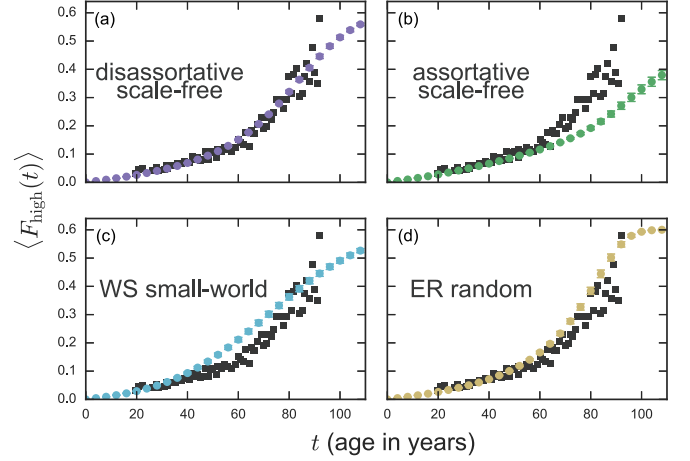 (a)
disassortative
scale-free
0.6
0.5
0.4
0.3
0.2
0.1
0.0
(b)
assortative
scale-free
⟨F_high(t)⟩
(c)
WS small-world
0.6
0.5
0.4
0.3
0.2
0.1
0.0
0 20 40 60 80 100
(d)
ER random
0 20 40 60 80 100
t (age in years)